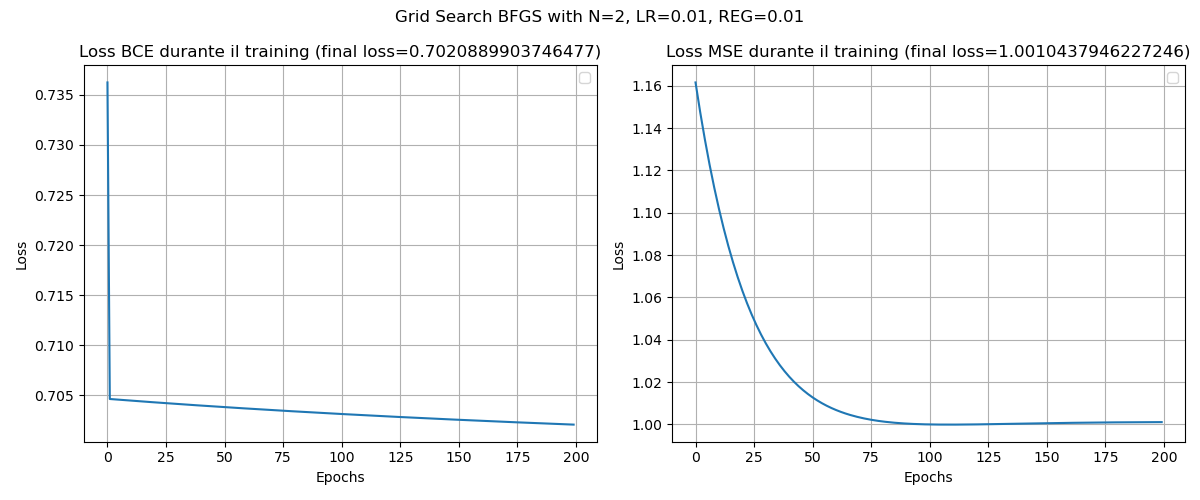 Grid Search BFGS with N=2, LR=0.01, REG=0.01
Loss BCE durante il training (final loss=0.7020889903746477)
0.735
0.730
0.725
0.720
0.715
0.710
0.705
Loss
0 25 50 75 100 125 150 175 200
Epochs
Loss MSE durante il training (final loss=1.0010437946227246)
1.16
1.14
1.12
1.10
1.08
1.06
1.04
1.02
1.00
Loss
0 25 50 75 100 125 150 175 200
Epochs